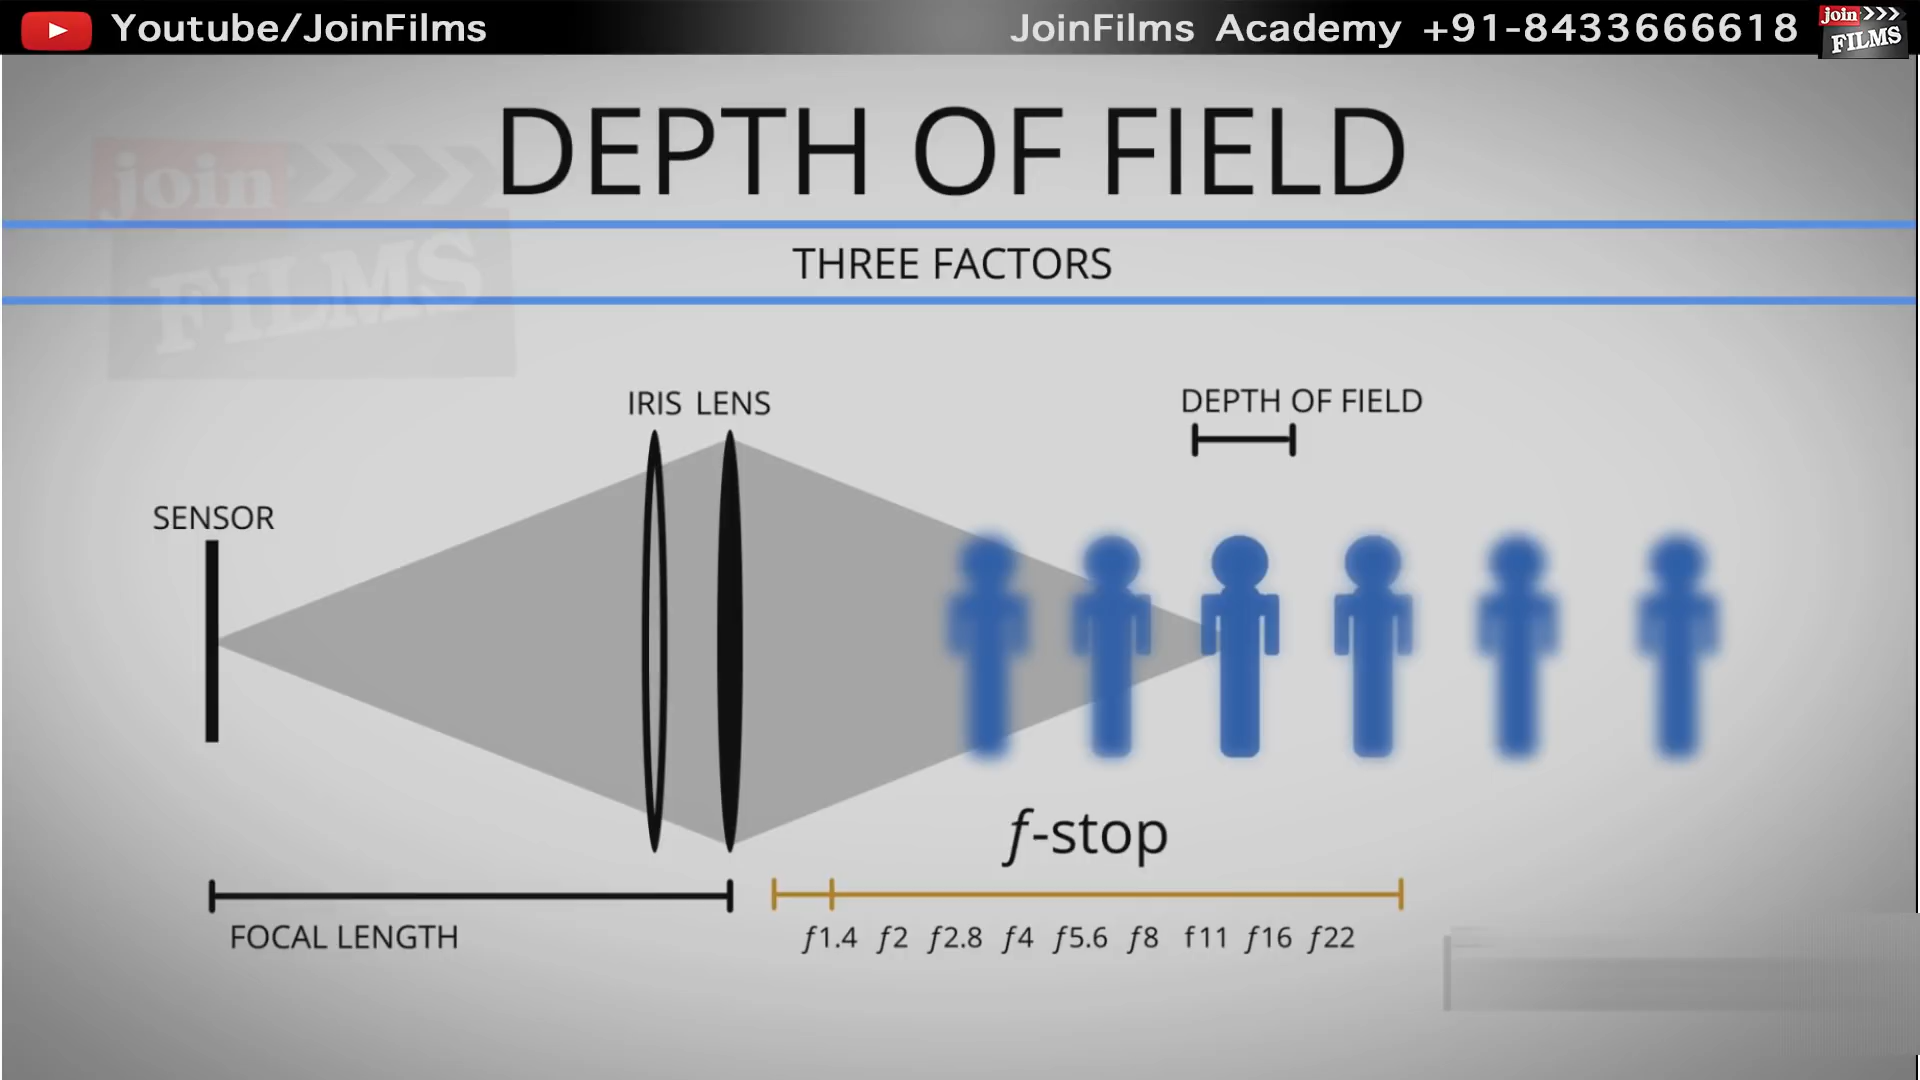 Youtube/JoinFilms
JoinFilms Academy +91-8433666618
join
FILMS
DEPTH OF FIELD
join
FILMS
THREE FACTORS
IRIS LENS
DEPTH OF FIELD
SENSOR
f-stop
FOCAL LENGTH
f1.4 f2 f2.8 f4 f5.6 f8 f11 f16 f22